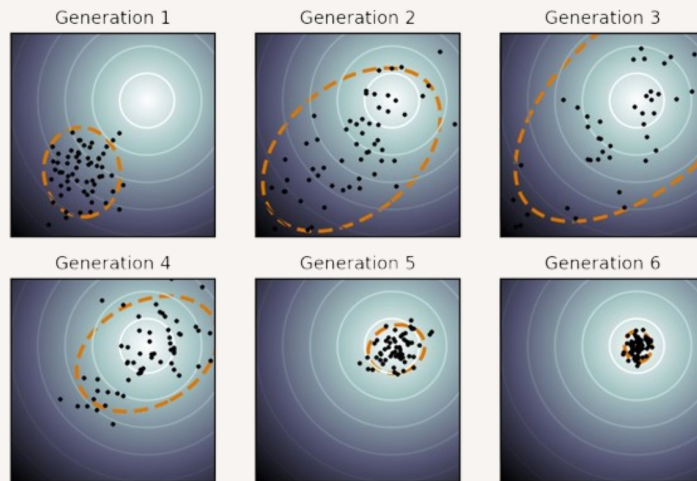 Generation 1
Generation 2
Generation 3
Generation 4
Generation 5
Generation 6